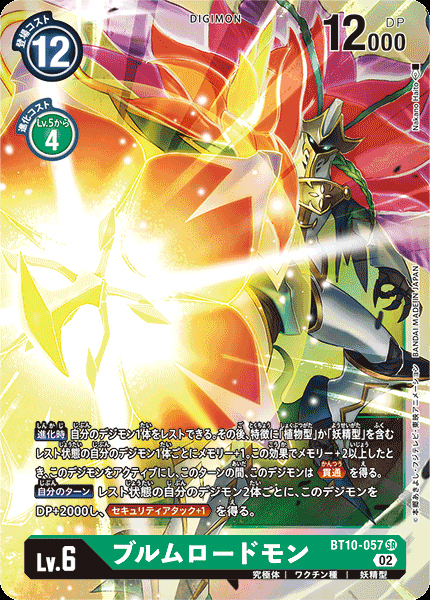 登場コスト
12
DIGIMON
DP
12000
進化コスト
Lv.5から
4
Nakano Haito
©本郷あきよし・フジテレビ・東映アニメーション BANDAI MADE IN JAPAN
進化時 自分のデジモン1体をレストできる。その後、特徴に「植物型」か「妖精型」を含む
レスト状態の自分のデジモン1体ごとにメモリー+1。この効果でメモリー+2以上したと
き、このデジモンをアクティブにし、このターンの間、このデジモンは 貫通 を得る。
自分のターン レスト状態の自分のデジモン2体ごとに、このデジモンを
DP+2000し、セキュリティアタック+1 を得る。
Lv.6
ブルムロードモン
BT10-057 SR
02
究極体 | ワクチン種 | 妖精型